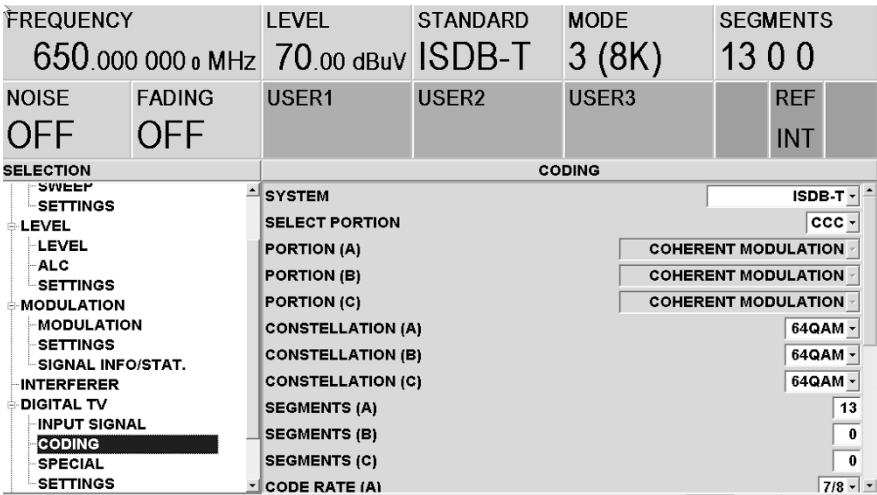 FREQUENCY LEVEL STANDARD MODE SEGMENTS
650.000 000 0 MHz 70.00 dBuV ISDB-T 3 (8K) 13 0 0
NOISE FADING USER1 USER2 USER3 REF
OFF OFF INT
SELECTION
SWEEP
SETTINGS
LEVEL
LEVEL
ALC
SETTINGS
MODULATION
MODULATION
SETTINGS
SIGNAL INFO/STAT.
INTERFERER
DIGITAL TV
INPUT SIGNAL
CODING
SPECIAL
SETTINGS
CODING
SYSTEM ISDB-T
SELECT PORTION CCC
PORTION (A) COHERENT MODULATION
PORTION (B) COHERENT MODULATION
PORTION (C) COHERENT MODULATION
CONSTELLATION (A) 64QAM
CONSTELLATION (B) 64QAM
CONSTELLATION (C) 64QAM
SEGMENTS (A) 13
SEGMENTS (B) 0
SEGMENTS (C) 0
CODE RATE (A) 7/8